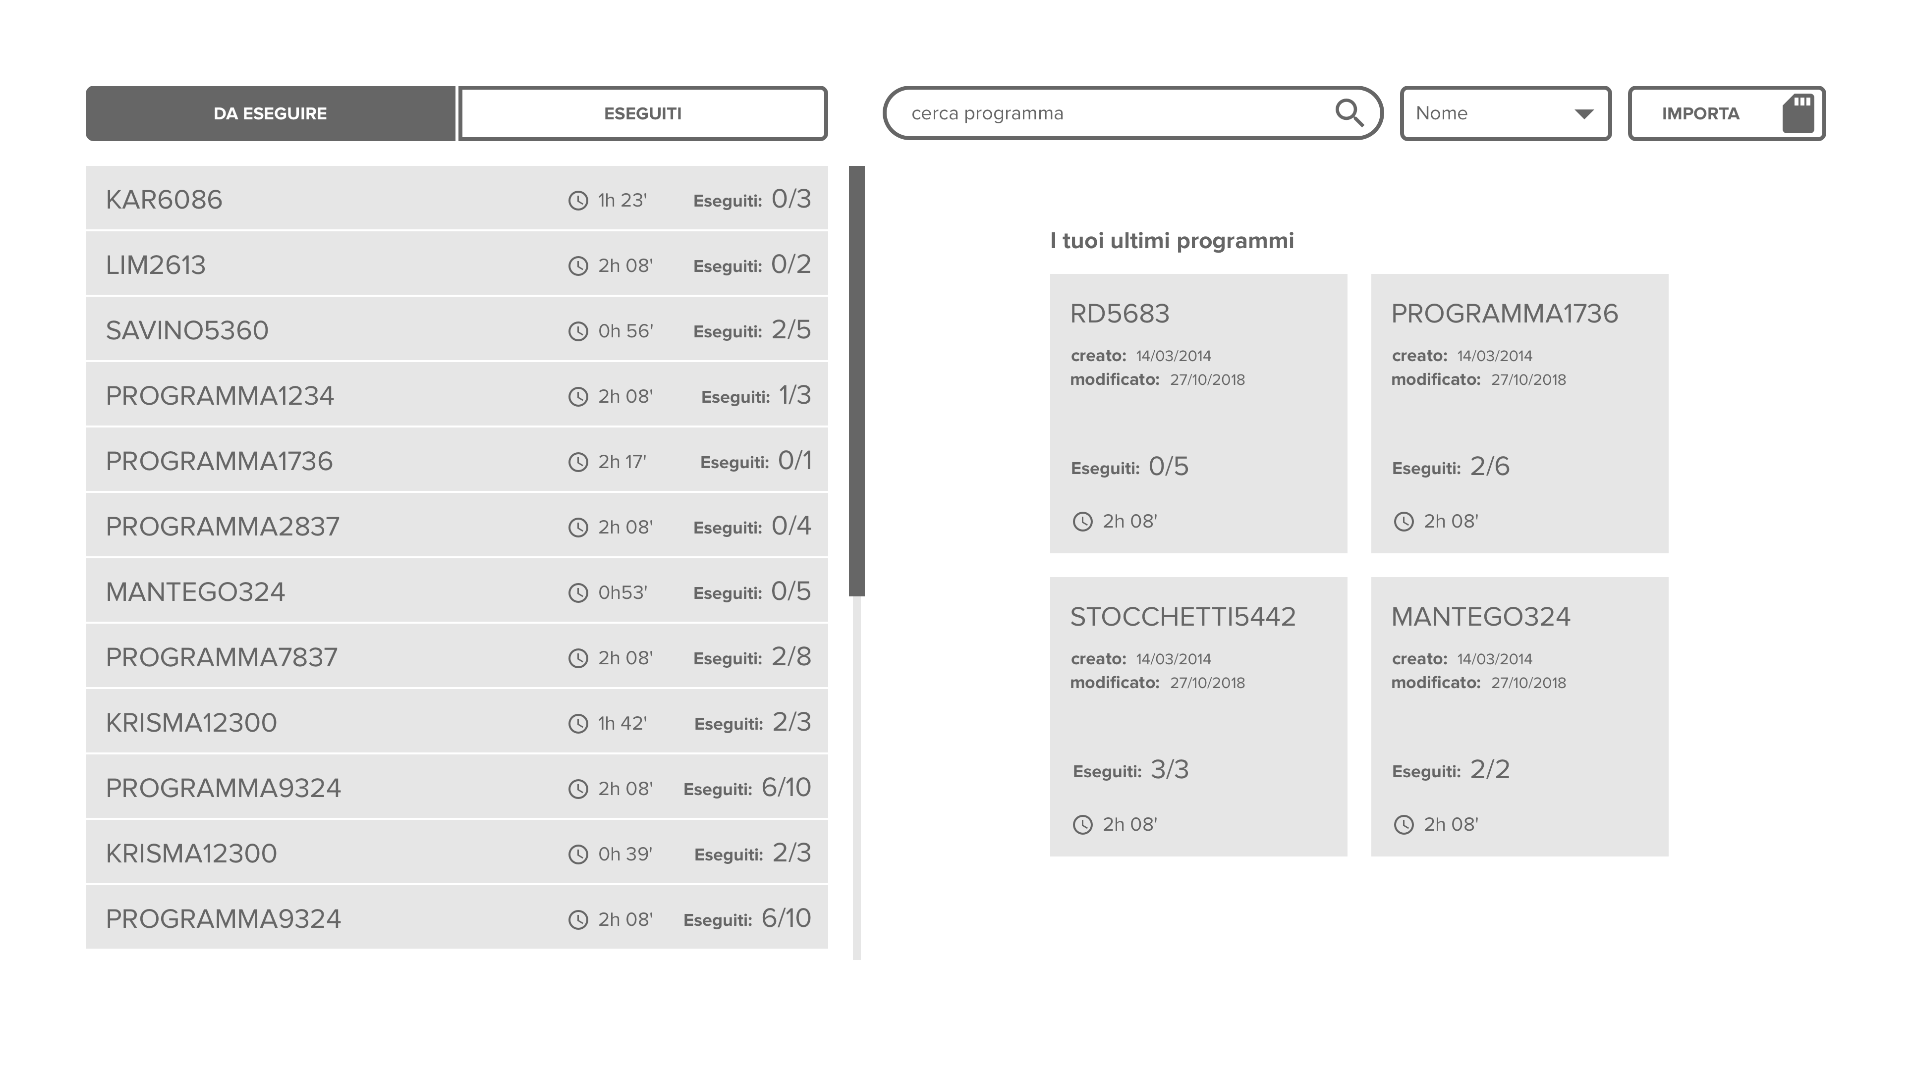 DA ESEGUIRE
ESEGUITI
cerca programma
Nome
IMPORTA
KAR6086 1h 23' Eseguiti: 0/3
LIM2613 2h 08' Eseguiti: 0/2
SAVINO5360 0h 56' Eseguiti: 2/5
PROGRAMMA1234 2h 08' Eseguiti: 1/3
PROGRAMMA1736 2h 17' Eseguiti: 0/1
PROGRAMMA2837 2h 08' Eseguiti: 0/4
MANTEGO324 0h53' Eseguiti: 0/5
PROGRAMMA7837 2h 08' Eseguiti: 2/8
KRISMA12300 1h 42' Eseguiti: 2/3
PROGRAMMA9324 2h 08' Eseguiti: 6/10
KRISMA12300 0h 39' Eseguiti: 2/3
PROGRAMMA9324 2h 08' Eseguiti: 6/10
I tuoi ultimi programmi
RD5683
creato: 14/03/2014
modificato: 27/10/2018
Eseguiti: 0/5
2h 08'
PROGRAMMA1736
creato: 14/03/2014
modificato: 27/10/2018
Eseguiti: 2/6
2h 08'
STOCCHETTI5442
creato: 14/03/2014
modificato: 27/10/2018
Eseguiti: 3/3
2h 08'
MANTEGO324
creato: 14/03/2014
modificato: 27/10/2018
Eseguiti: 2/2
2h 08'